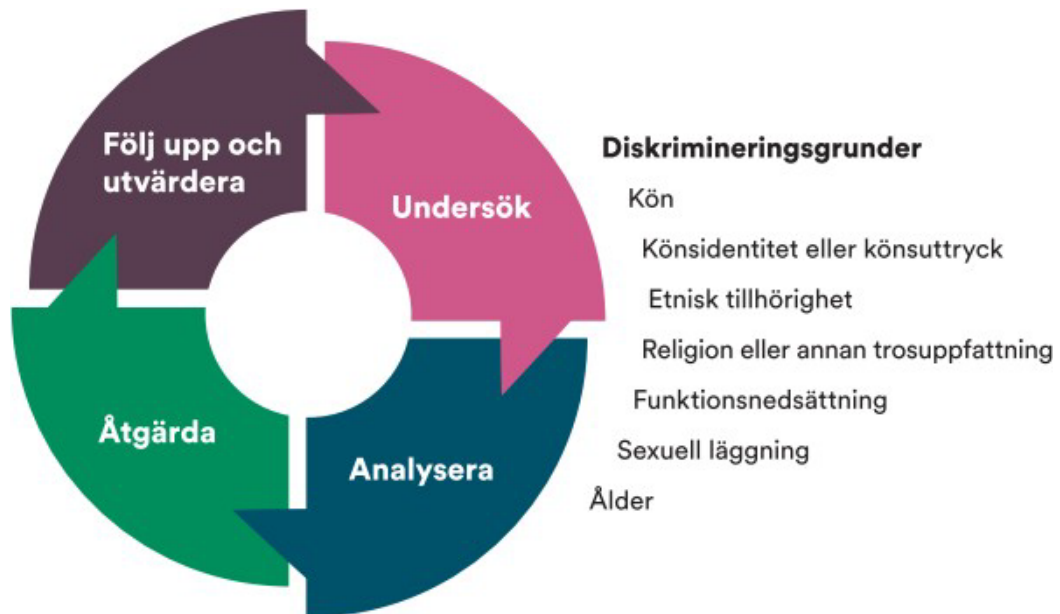 Följ upp och
utvärdera
Undersök
Analysera
Åtgärda
Diskrimineringsgrunder
Kön
Könsidentitet eller könsuttryck
Etnisk tillhörighet
Religion eller annan trosuppfattning
Funktionsnedsättning
Sexuell läggning
Ålder